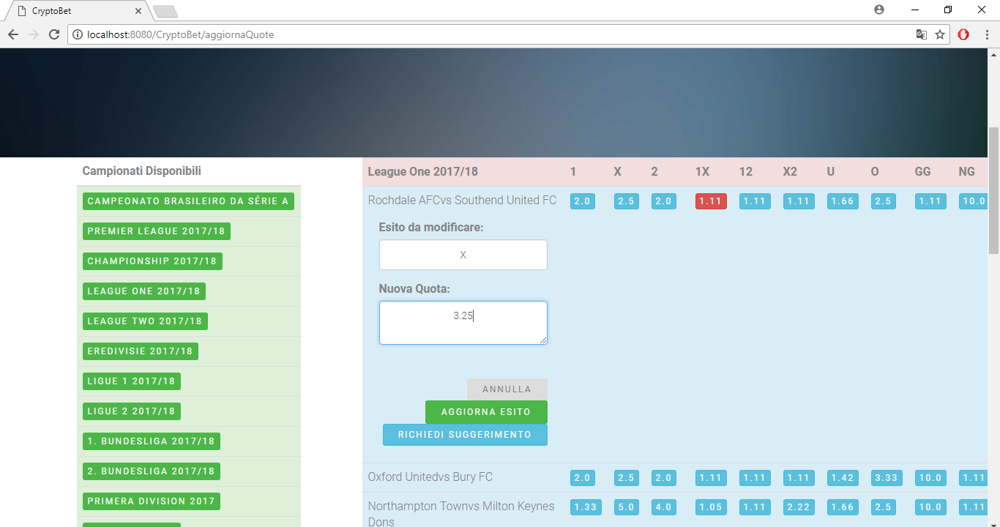 CryptoBet
localhost:8080/CryptoBet/aggiornaQuote
Campionati Disponibili
CAMPEONATO BRASILEIRO DA SÉRIE A
PREMIER LEAGUE 2017/18
CHAMPIONSHIP 2017/18
LEAGUE ONE 2017/18
LEAGUE TWO 2017/18
EREDIVISIE 2017/18
LIGUE 1 2017/18
LIGUE 2 2017/18
1. BUNDESLIGA 2017/18
2. BUNDESLIGA 2017/18
PRIMERA DIVISION 2017
League One 2017/18 1 X 2 1X 12 X2 U O GG NG
Rochdale AFCvs Southend United FC 2.0 2.5 2.0 1.11 1.11 1.11 1.66 2.5 1.11 10.0
Esito da modificare:
X
Nuova Quota:
3.25
ANNULLA
AGGIORNA ESITO
RICHIEDI SUGGERIMENTO
Oxford Unitedvs Bury FC 2.0 2.5 2.0 1.11 1.11 1.11 1.42 3.33 10.0 1.11
Northampton Townvs Milton Keynes 1.33 5.0 4.0 1.05 1.11 2.22 1.66 2.5 10.0 1.11
Dons